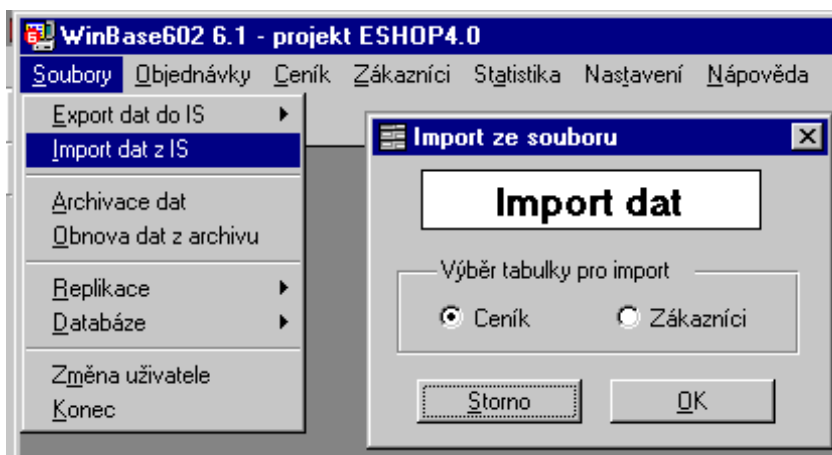 WinBase602 6.1 - projekt ESHOP4.0
Soubory Objednávky Ceník Zákazníci Statistika Nastavení Nápověda
Export dat do IS
Import dat z IS
Archivace dat
Obnova dat z archivu
Replikace
Databáze
Změna uživatele
Konec
Import ze souboru
Import dat
Výběr tabulky pro import
Ceník Zákazníci
Storno OK